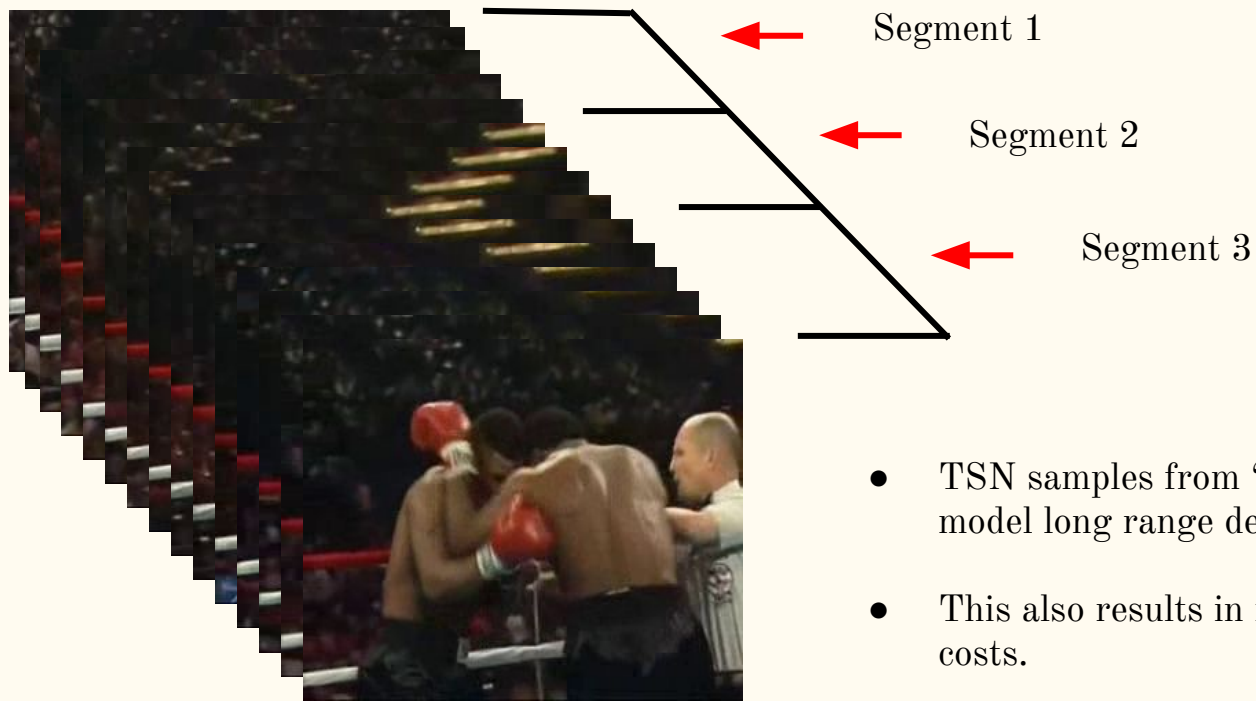 Segment 1
Segment 2
Segment 3
● TSN samples from “
model long range de
● This also results in
costs.